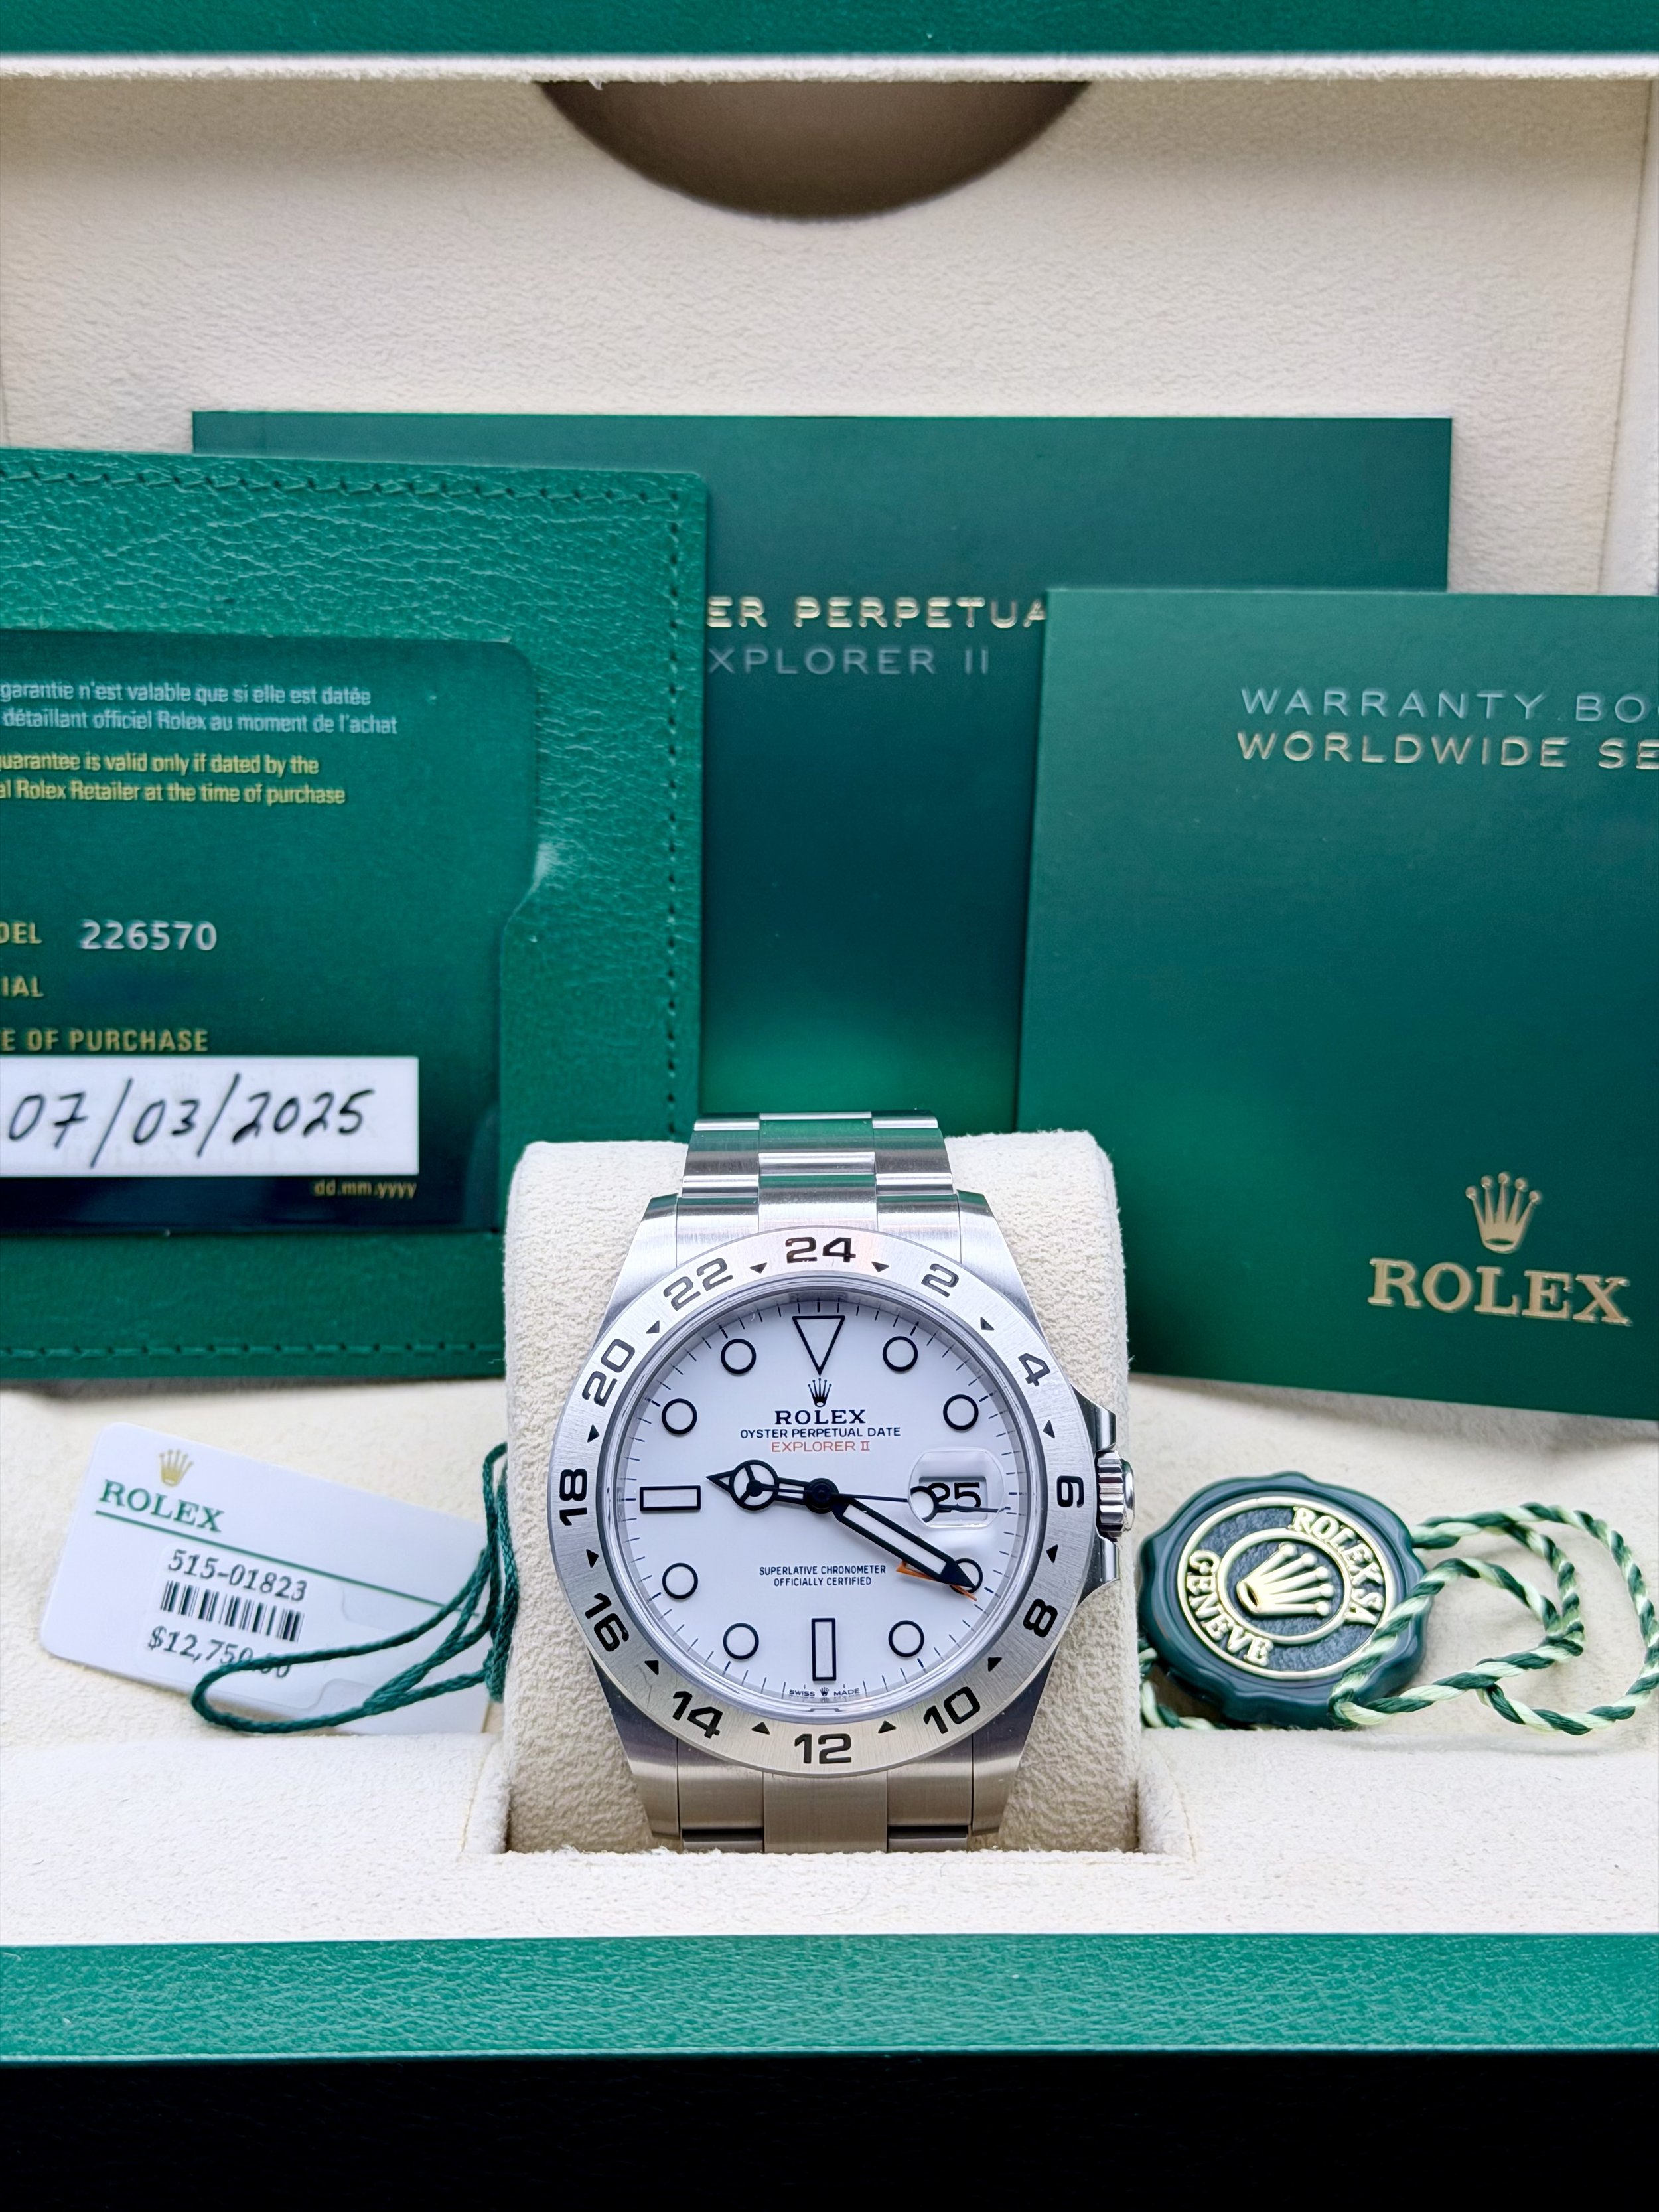 garantie n'est valable que si elle est datée
détaillant officiel Rolex au moment de l'achat
guarantee is valid only if dated by the
Rolex Retailer at the time of purchase
226570
OF PURCHASE
07/03/2025
dd.mm.yyyy
ER PERPETUA
XPLORER II
WARRANTY BO
WORLDWIDE SE
ROLEX
24
2
4
6
8
10
12
14
16
18
20
22
ROLEX
OYSTER PERPETUAL DATE
EXPLORER II
25
SUPERLATIVE CHRONOMETER
OFFICIALLY CERTIFIED
SWISS MADE
ROLEX
515-01823
$12,750.00
ROLEX SA
GENEVE